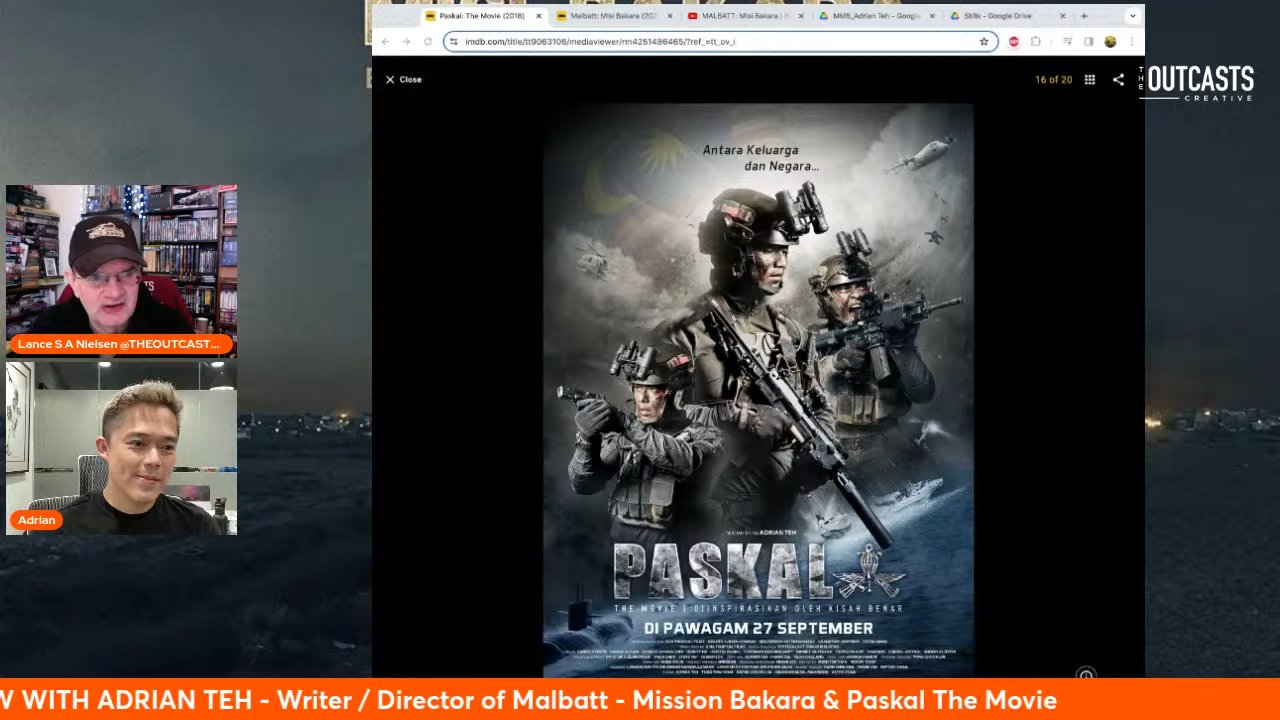 Paskal: The Movie (2018)
Malbatt: Misi Bakara (202
MALBATT: Misi Bakara |
MMB_Adrian Teh - Google
Stills - Google Drive
imdb.com/title/tt9063106/mediaviewer/rm4251486465/?ref_=tt_ov_i
Close
16 of 20
THE OUTCASTS
CREATIVE
Antara Keluarga
dan Negara...
Lance S A Nielsen @THEOUTCAST...
Adrian
ADRIAN TEH
PASKAL
THE MOVIE | DIINSPIRASIKAN OLEH KISAH BENAR
DI PAWAGAM 27 SEPTEMBER
W WITH ADRIAN TEH - Writer / Director of Malbatt - Mission Bakara & Paskal The Movie